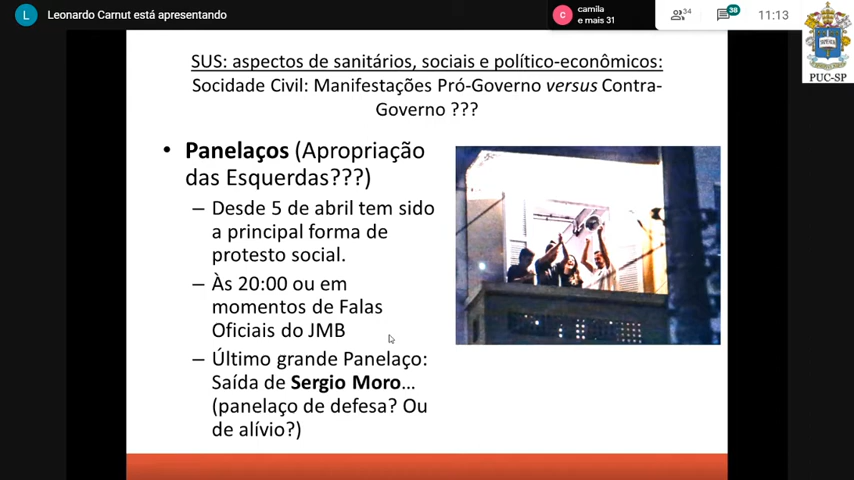 L Leonardo Carnut está apresentando
c camila
e mais 31
34
38
11:13
PUC-SP
SUS: aspectos de sanitários, sociais e político-econômicos:
Socidade Civil: Manifestações Pró-Governo versus Contra-
Governo ???
• Panelaços (Apropriação
das Esquerdas???)
– Desde 5 de abril tem sido
a principal forma de
protesto social.
– Às 20:00 ou em
momentos de Falas
Oficiais do JMB
– Último grande Panelaço:
Saída de Sergio Moro...
(panelaço de defesa? Ou
de alívio?)